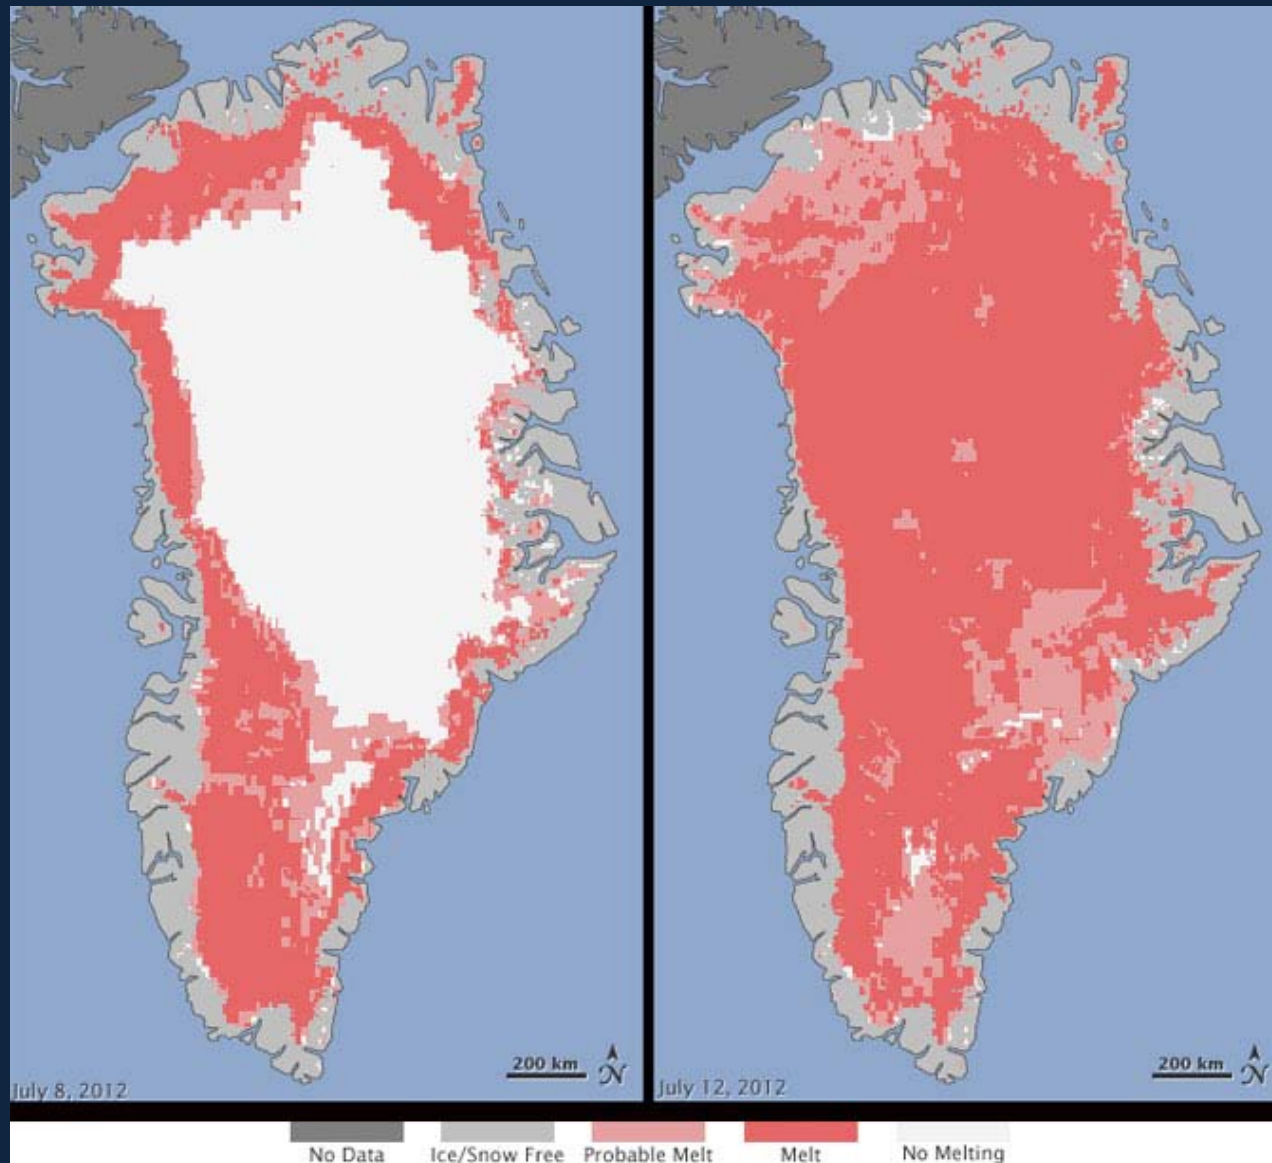 200 km
N
July 8, 2012
200 km
N
July 12, 2012
No Data
Ice/Snow Free
Probable Melt
Melt
No Melting